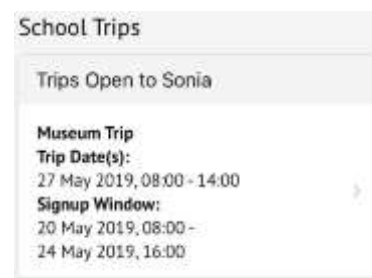 School Trips
Trips Open to Sonia
Museum Trip
Trip Date(s):
27 May 2019, 08:00 - 14:00
Signup Window:
20 May 2019, 08:00 -
24 May 2019, 16:00